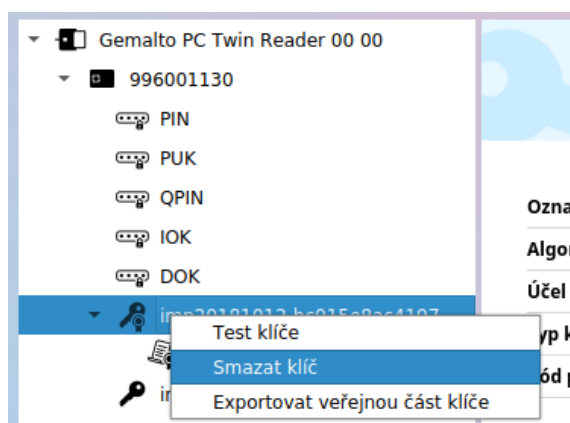 Gemalto PC Twin Reader 00 00
996001130
PIN
PUK
QPIN
IOK
DOK
Test klíče
Smazat klíč
Exportovat veřejnou část klíče
Účel